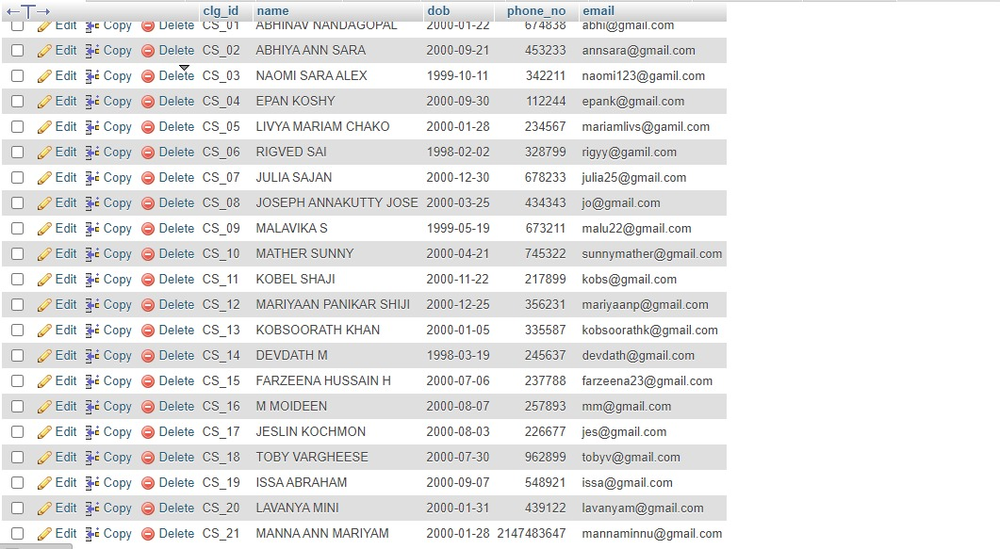 clg_id name dob phone_no email
Edit Copy Delete CS_01 ABHINAV NANDAGOPAL 2000-01-22 674838 abhi@gmail.com
Edit Copy Delete CS_02 ABHIYA ANN SARA 2000-09-21 453233 annsara@gmail.com
Edit Copy Delete CS_03 NAOMI SARA ALEX 1999-10-11 342211 naomi123@gamil.com
Edit Copy Delete CS_04 EPAN KOSHY 2000-09-30 112244 epank@gmail.com
Edit Copy Delete CS_05 LIVYA MARIAM CHAKO 2000-01-28 234567 mariamlivs@gamil.com
Edit Copy Delete CS_06 RIGVED SAI 1998-02-02 328799 rigyy@gamil.com
Edit Copy Delete CS_07 JULIA SAJAN 2000-12-30 678233 julia25@gmail.com
Edit Copy Delete CS_08 JOSEPH ANNAKUTTY JOSE 2000-03-25 434343 jo@gmail.com
Edit Copy Delete CS_09 MALAVIKA S 1999-05-19 673211 malu22@gmail.com
Edit Copy Delete CS_10 MATHER SUNNY 2000-04-21 745322 sunnymather@gmail.com
Edit Copy Delete CS_11 KOBEL SHAJI 2000-11-22 217899 kobs@gmail.com
Edit Copy Delete CS_12 MARIYAAN PANIKAR SHIJI 2000-12-25 356231 mariyaanp@gmail.com
Edit Copy Delete CS_13 KOBSOORATH KHAN 2000-01-05 335587 kobsoorathk@gmail.com
Edit Copy Delete CS_14 DEVDATH M 1998-03-19 245637 devdath@gmail.com
Edit Copy Delete CS_15 FARZEENA HUSSAIN H 2000-07-06 237788 farzeena23@gmail.com
Edit Copy Delete CS_16 M MOIDEEN 2000-08-07 257893 mm@gmail.com
Edit Copy Delete CS_17 JESLIN KOCHMON 2000-08-03 226677 jes@gmail.com
Edit Copy Delete CS_18 TOBY VARGHEESE 2000-07-30 962899 tobyv@gmail.com
Edit Copy Delete CS_19 ISSA ABRAHAM 2000-09-07 548921 issa@gmail.com
Edit Copy Delete CS_20 LAVANYA MINI 2000-01-31 439122 lavanyam@gmail.com
Edit Copy Delete CS_21 MANNA ANN MARIYAM 2000-01-28 2147483647 mannaminnu@gmail.com